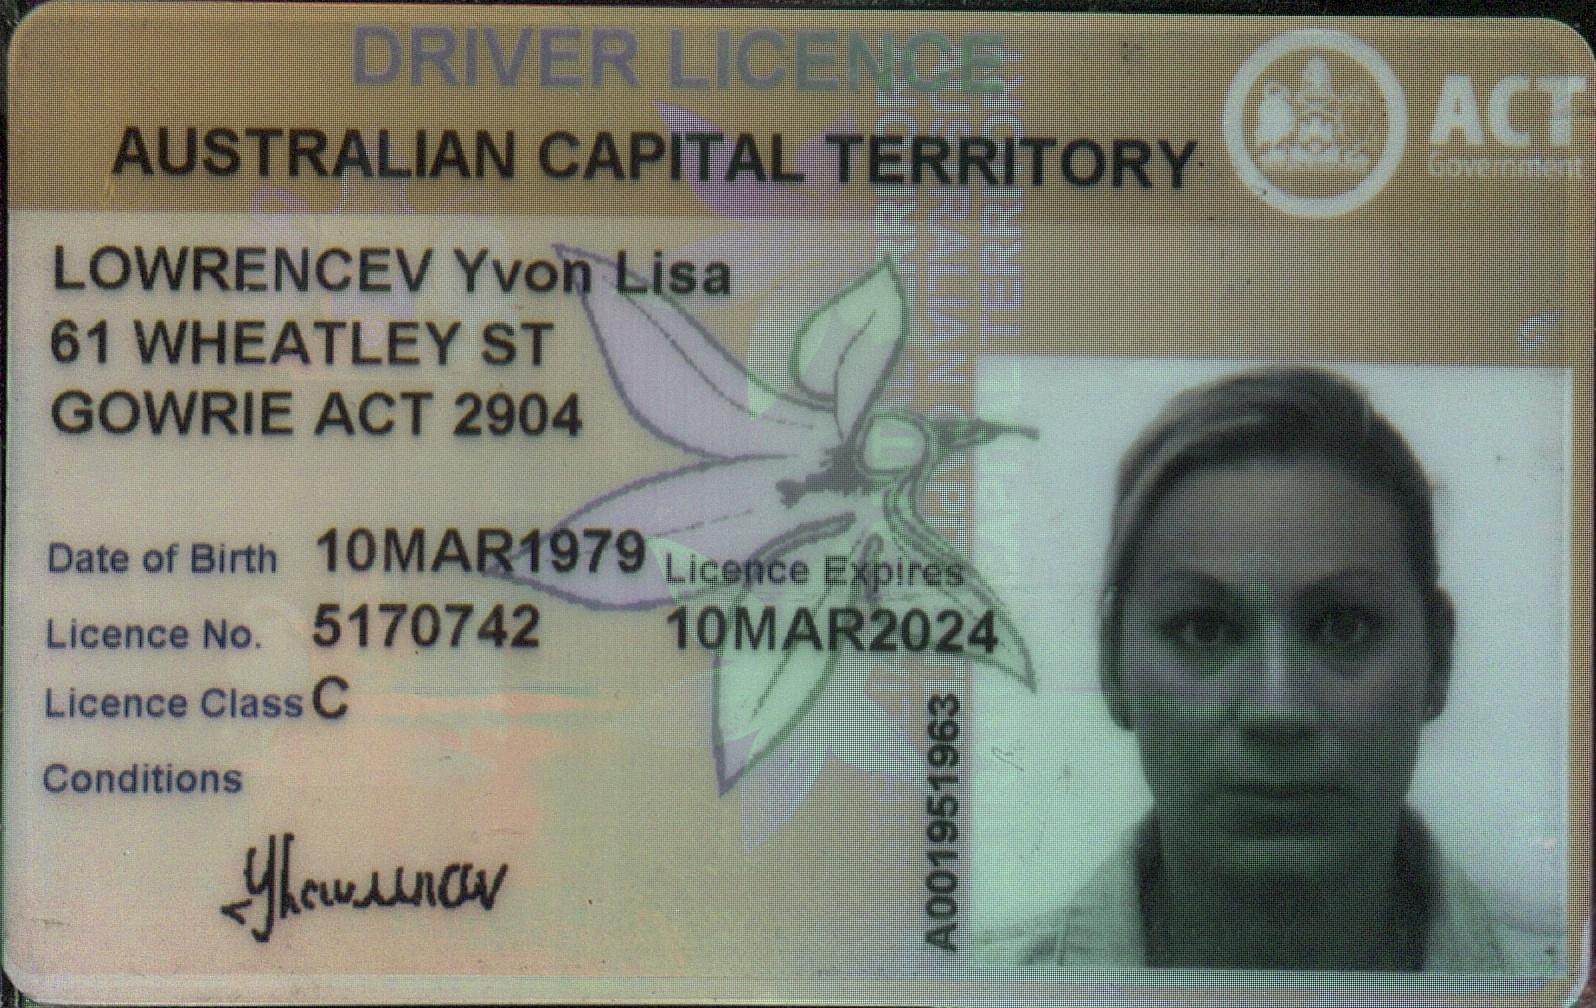 DRIVER LICENCE
AUSTRALIAN CAPITAL TERRITORY
ACT
Government
LOWRENCEV Yvon Lisa
61 WHEATLEY ST
GOWRIE ACT 2904
Date of Birth 10MAR1979
Licence Expires
Licence No. 5170742 10MAR2024
Licence Class C
Conditions
A001951963